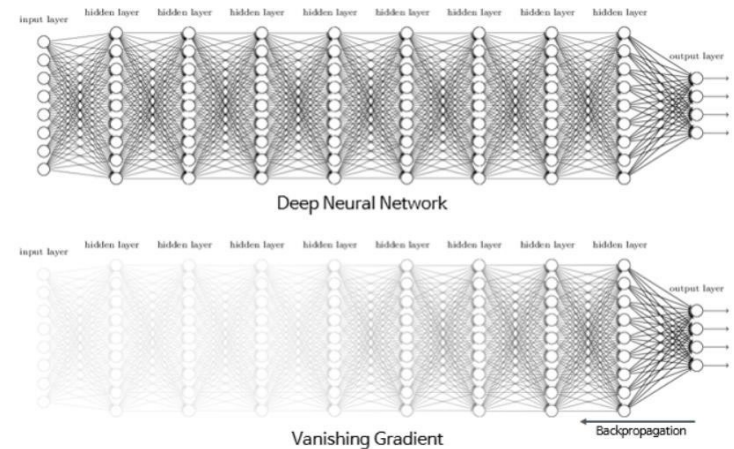 input layer
hidden layer hidden layer hidden layer hidden layer hidden layer hidden layer hidden layer hidden layer
output layer
Deep Neural Network
input layer
hidden layer hidden layer hidden layer hidden layer hidden layer hidden layer hidden layer hidden layer
output layer
Backpropagation
Vanishing Gradient